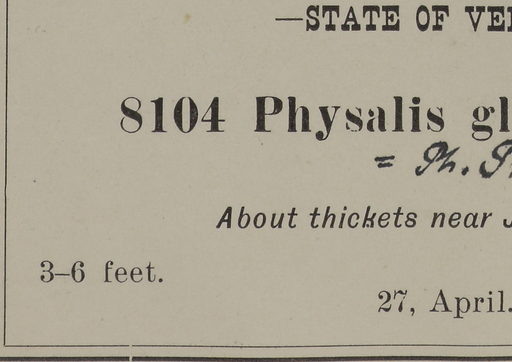 —STATE OF VE
8104 Physalis gl
= Ph.
About thickets near J
3–6 feet.
27, April.